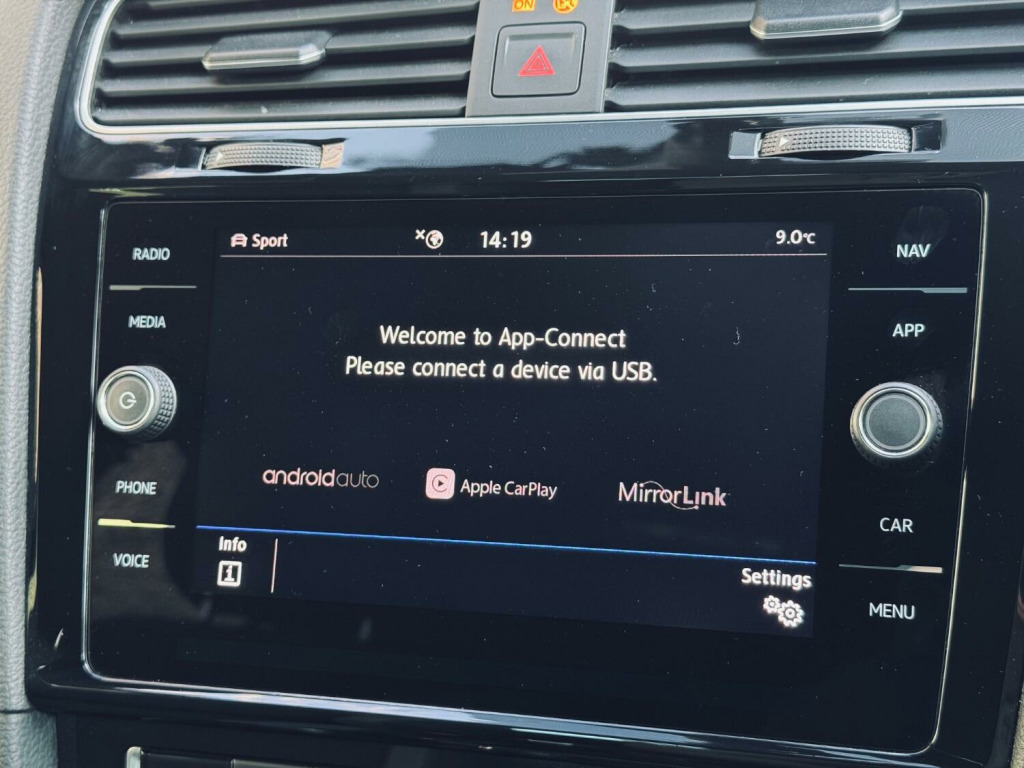 ON
RADIO
MEDIA
PHONE
VOICE
Sport
14:19
9.0°C
Welcome to App-Connect
Please connect a device via USB.
androidauto
Apple CarPlay
MirrorLink
Info
Settings
NAV
APP
CAR
MENU